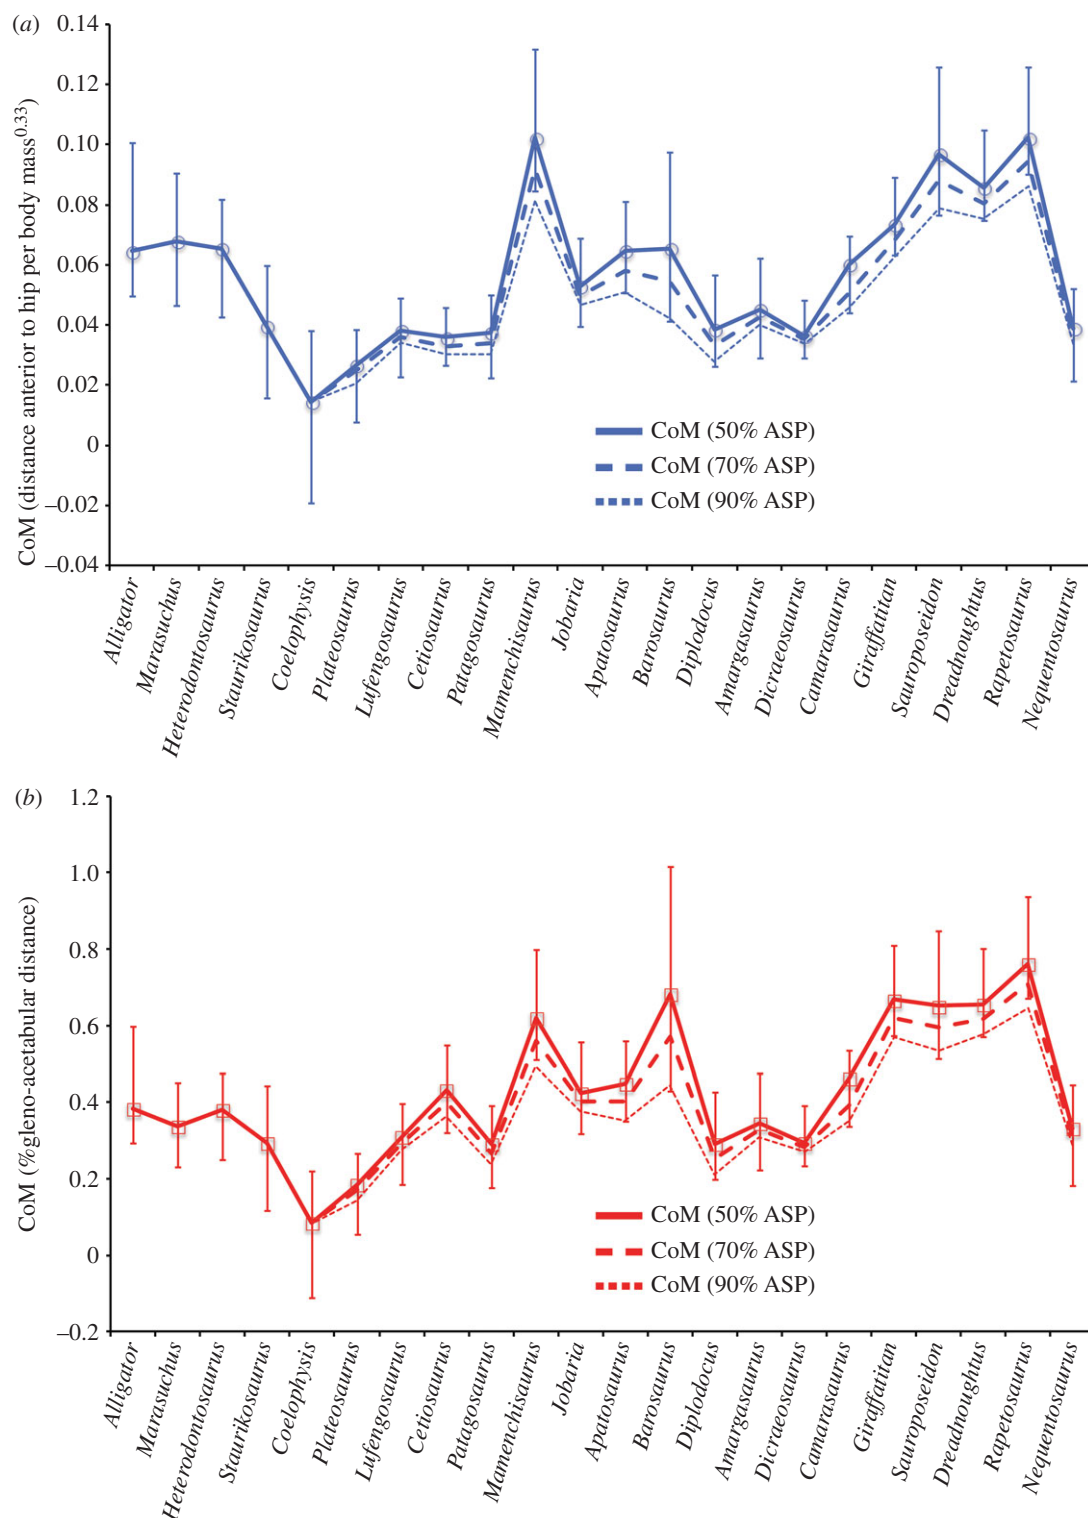 (a)
0.14
0.12
0.10
0.08
0.06
0.04
0.02
0
–0.02
–0.04
CoM (distance anterior to hip per body mass0.33)
CoM (50% ASP)
CoM (70% ASP)
CoM (90% ASP)
Alligator
Marasuchus
Heterodontosaurus
Staurikosaurus
Coelophysis
Plateosaurus
Lufengosaurus
Cetiosaurus
Patagosaurus
Mamenchisaurus
Jobaria
Apatosaurus
Barosaurus
Diplodocus
Amargasaurus
Dicraeosaurus
Camarasaurus
Giraffatitan
Sauroposeidon
Dreadnoughtus
Rapetosaurus
Nequentosaurus
(b)
1.2
1.0
0.8
0.6
0.4
0.2
0
–0.2
CoM (%gleno-acetabular distance)
CoM (50% ASP)
CoM (70% ASP)
CoM (90% ASP)
Alligator
Marasuchus
Heterodontosaurus
Staurikosaurus
Coelophysis
Plateosaurus
Lufengosaurus
Cetiosaurus
Patagosaurus
Mamenchisaurus
Jobaria
Apatosaurus
Barosaurus
Diplodocus
Amargasaurus
Dicraeosaurus
Camarasaurus
Giraffatitan
Sauroposeidon
Dreadnoughtus
Rapetosaurus
Nequentosaurus